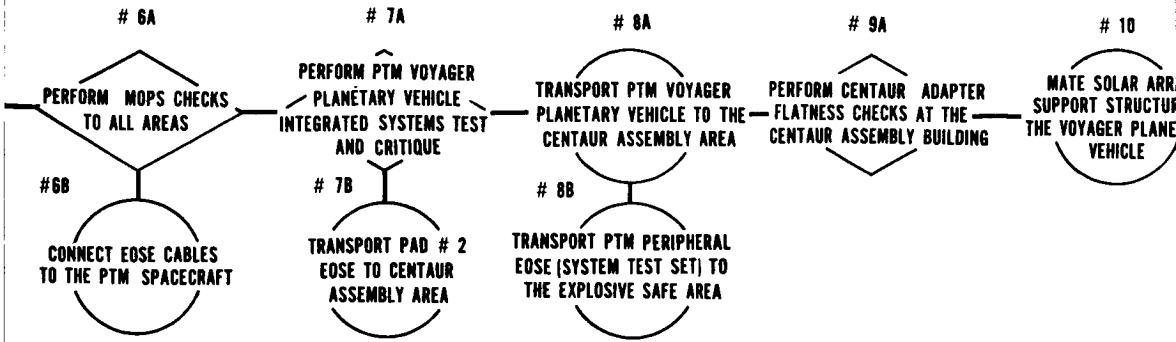 # 6A
PERFORM MOPS CHECKS
TO ALL AREAS
#6B
CONNECT EOSE CABLES
TO THE PTM SPACECRAFT
# 7A
PERFORM PTM VOYAGER
PLANETARY VEHICLE
INTEGRATED SYSTEMS TEST
AND CRITIQUE
# 7B
TRANSPORT PAD # 2
EOSE TO CENTAUR
ASSEMBLY AREA
# 8A
TRANSPORT PTM VOYAGER
PLANETARY VEHICLE TO THE
CENTAUR ASSEMBLY AREA
# 8B
TRANSPORT PTM PERIPHERAL
EOSE (SYSTEM TEST SET) TO
THE EXPLOSIVE SAFE AREA
# 9A
PERFORM CENTAUR ADAPTER
FLATNESS CHECKS AT THE
CENTAUR ASSEMBLY BUILDING
# 10
MATE SOLAR ARR
SUPPORT STRUCTUR
THE VOYAGER PLANE
VEHICLE